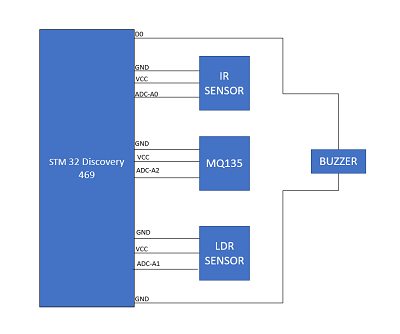 D0
GND
VCC
ADC-A0
IR
SENSOR
GND
VCC
ADC-A2
MQ135
STM 32 Discovery
469
BUZZER
GND
VCC
ADC-A1
LDR
SENSOR
GND